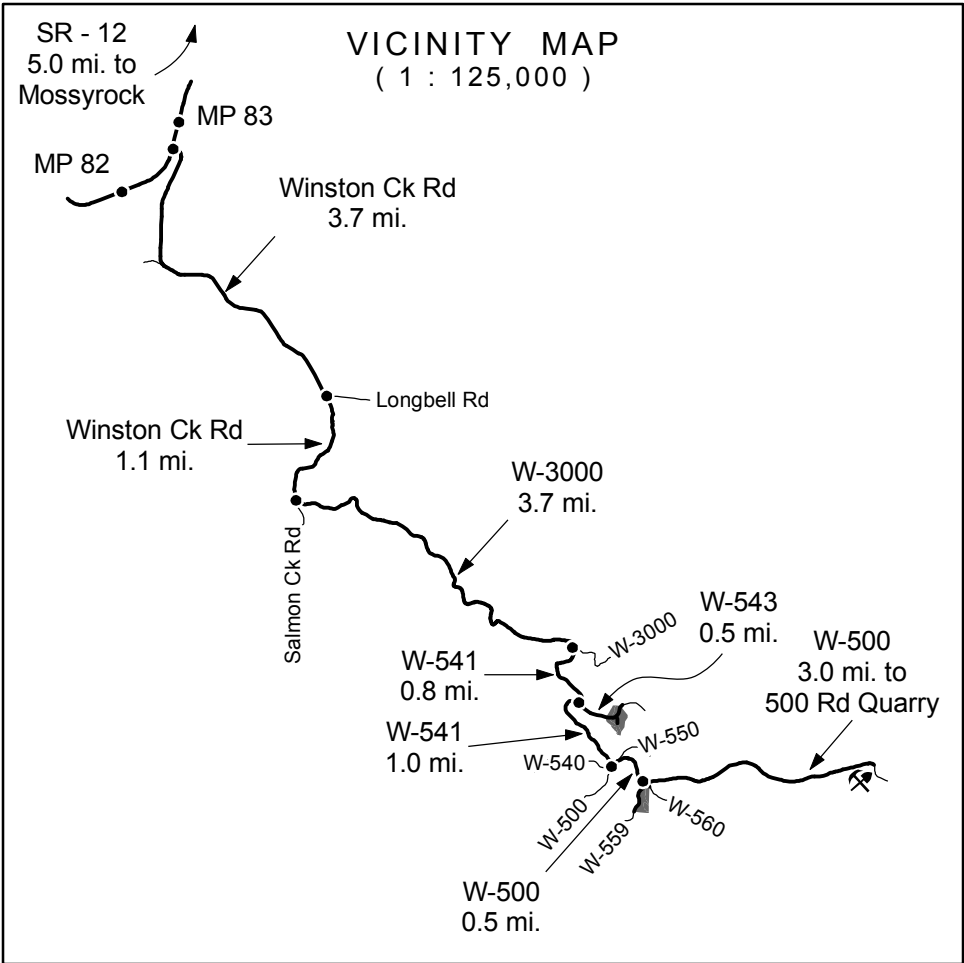 SR - 12
5.0 mi. to
Mossyrock
VICINITY MAP
( 1 : 125,000 )
MP 83
MP 82
Winston Ck Rd
3.7 mi.
Longbell Rd
Winston Ck Rd
1.1 mi.
W-3000
3.7 mi.
Salmon Ck Rd
W-543
0.5 mi.
W-3000
W-500
3.0 mi. to
500 Rd Quarry
W-541
0.8 mi.
W-541
1.0 mi.
W-550
W-540
W-500
W-559
W-560
W-500
0.5 mi.